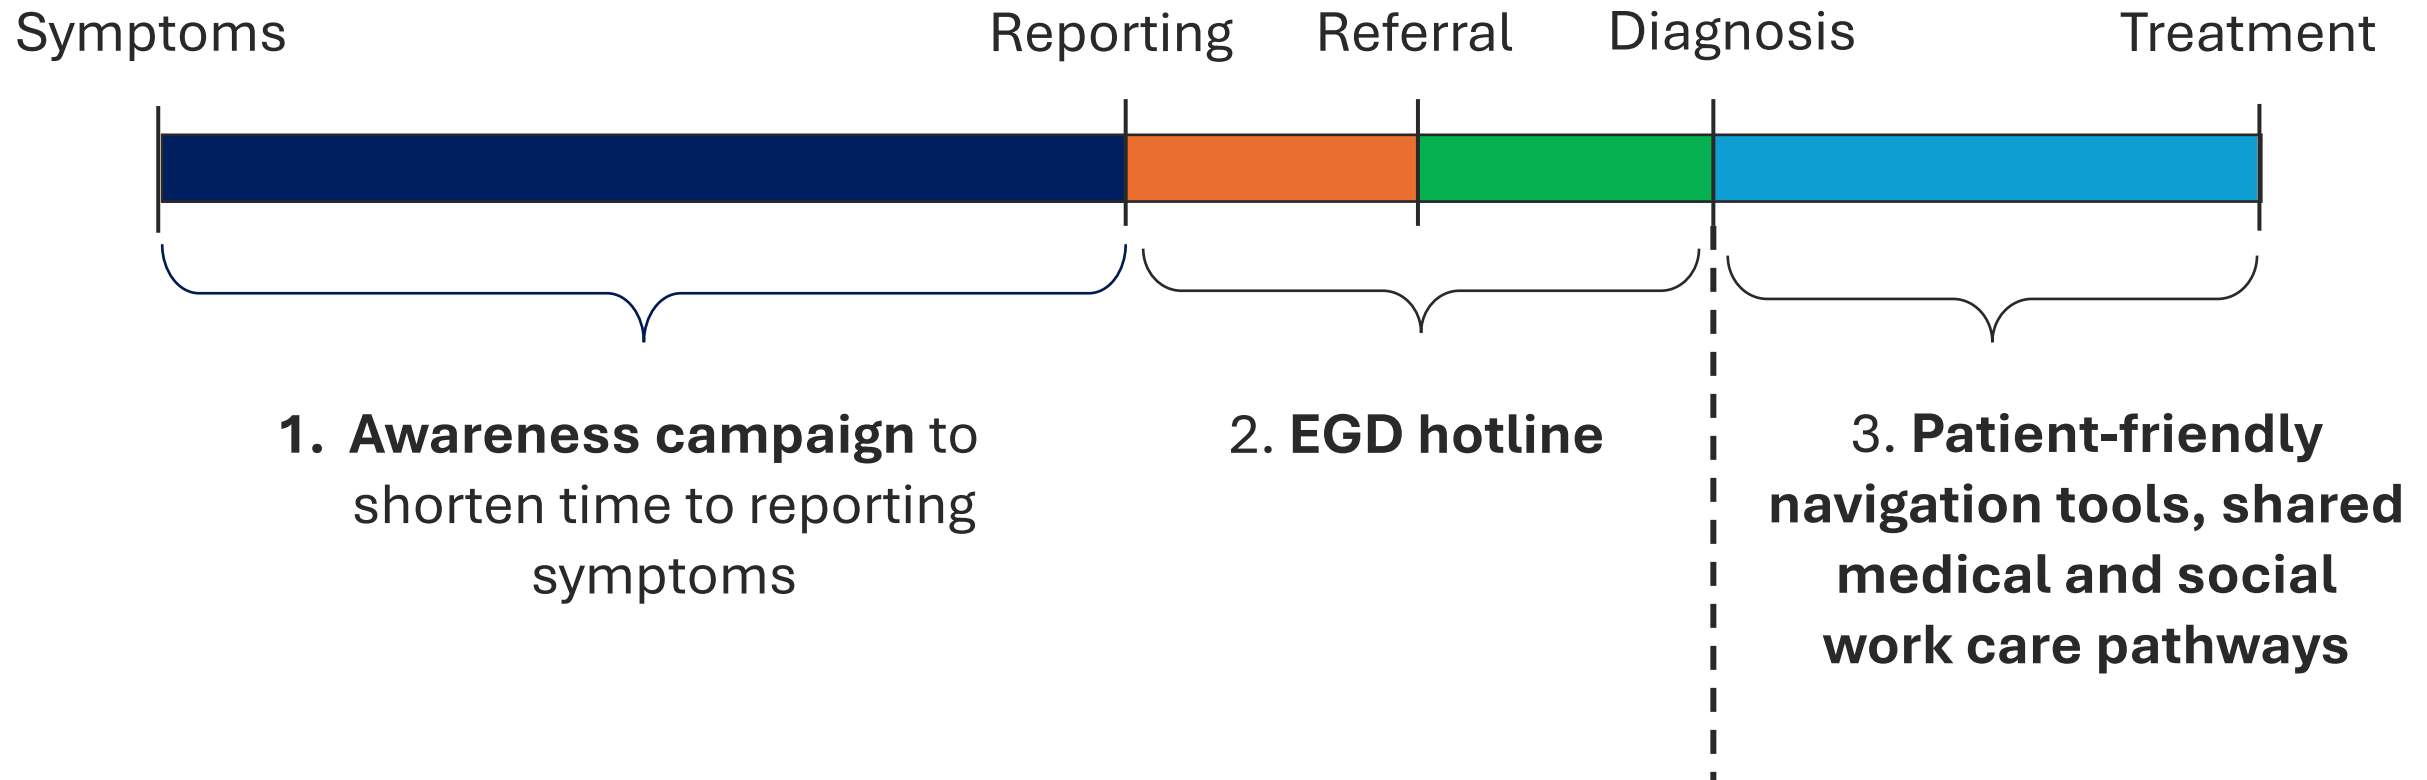 Symptoms
Reporting
Referral
Diagnosis
Treatment
1. Awareness campaign to
shorten time to reporting
symptoms
2. EGD hotline
3. Patient-friendly
navigation tools, shared
medical and social
work care pathways